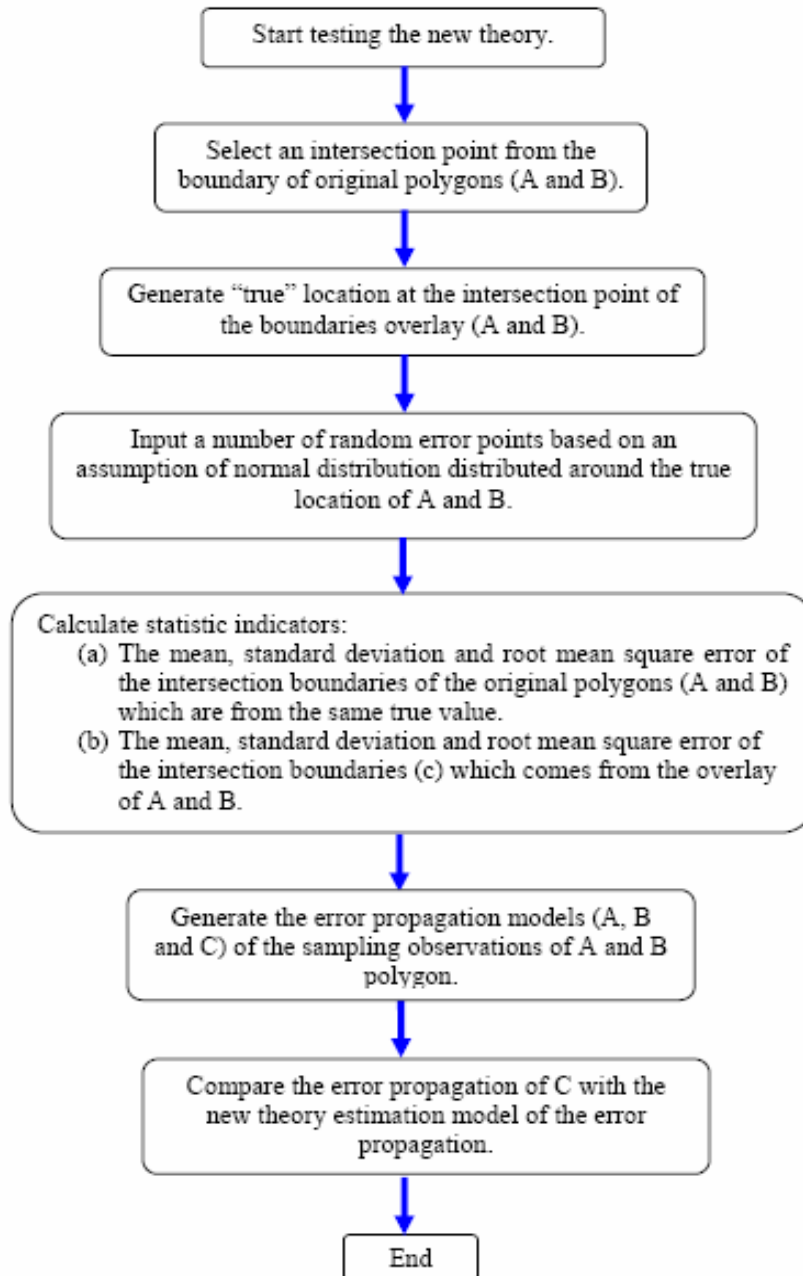 Start testing the new theory.
Select an intersection point from the
boundary of original polygons (A and B).
Generate “true” location at the intersection point of
the boundaries overlay (A and B).
Input a number of random error points based on an
assumption of normal distribution distributed around the true
location of A and B.
Calculate statistic indicators:
(a) The mean, standard deviation and root mean square error of
the intersection boundaries of the original polygons (A and B)
which are from the same true value.
(b) The mean, standard deviation and root mean square error of
the intersection boundaries (c) which comes from the overlay
of A and B.
Generate the error propagation models (A, B
and C) of the sampling observations of A and B
polygon.
Compare the error propagation of C with the
new theory estimation model of the error
propagation.
End